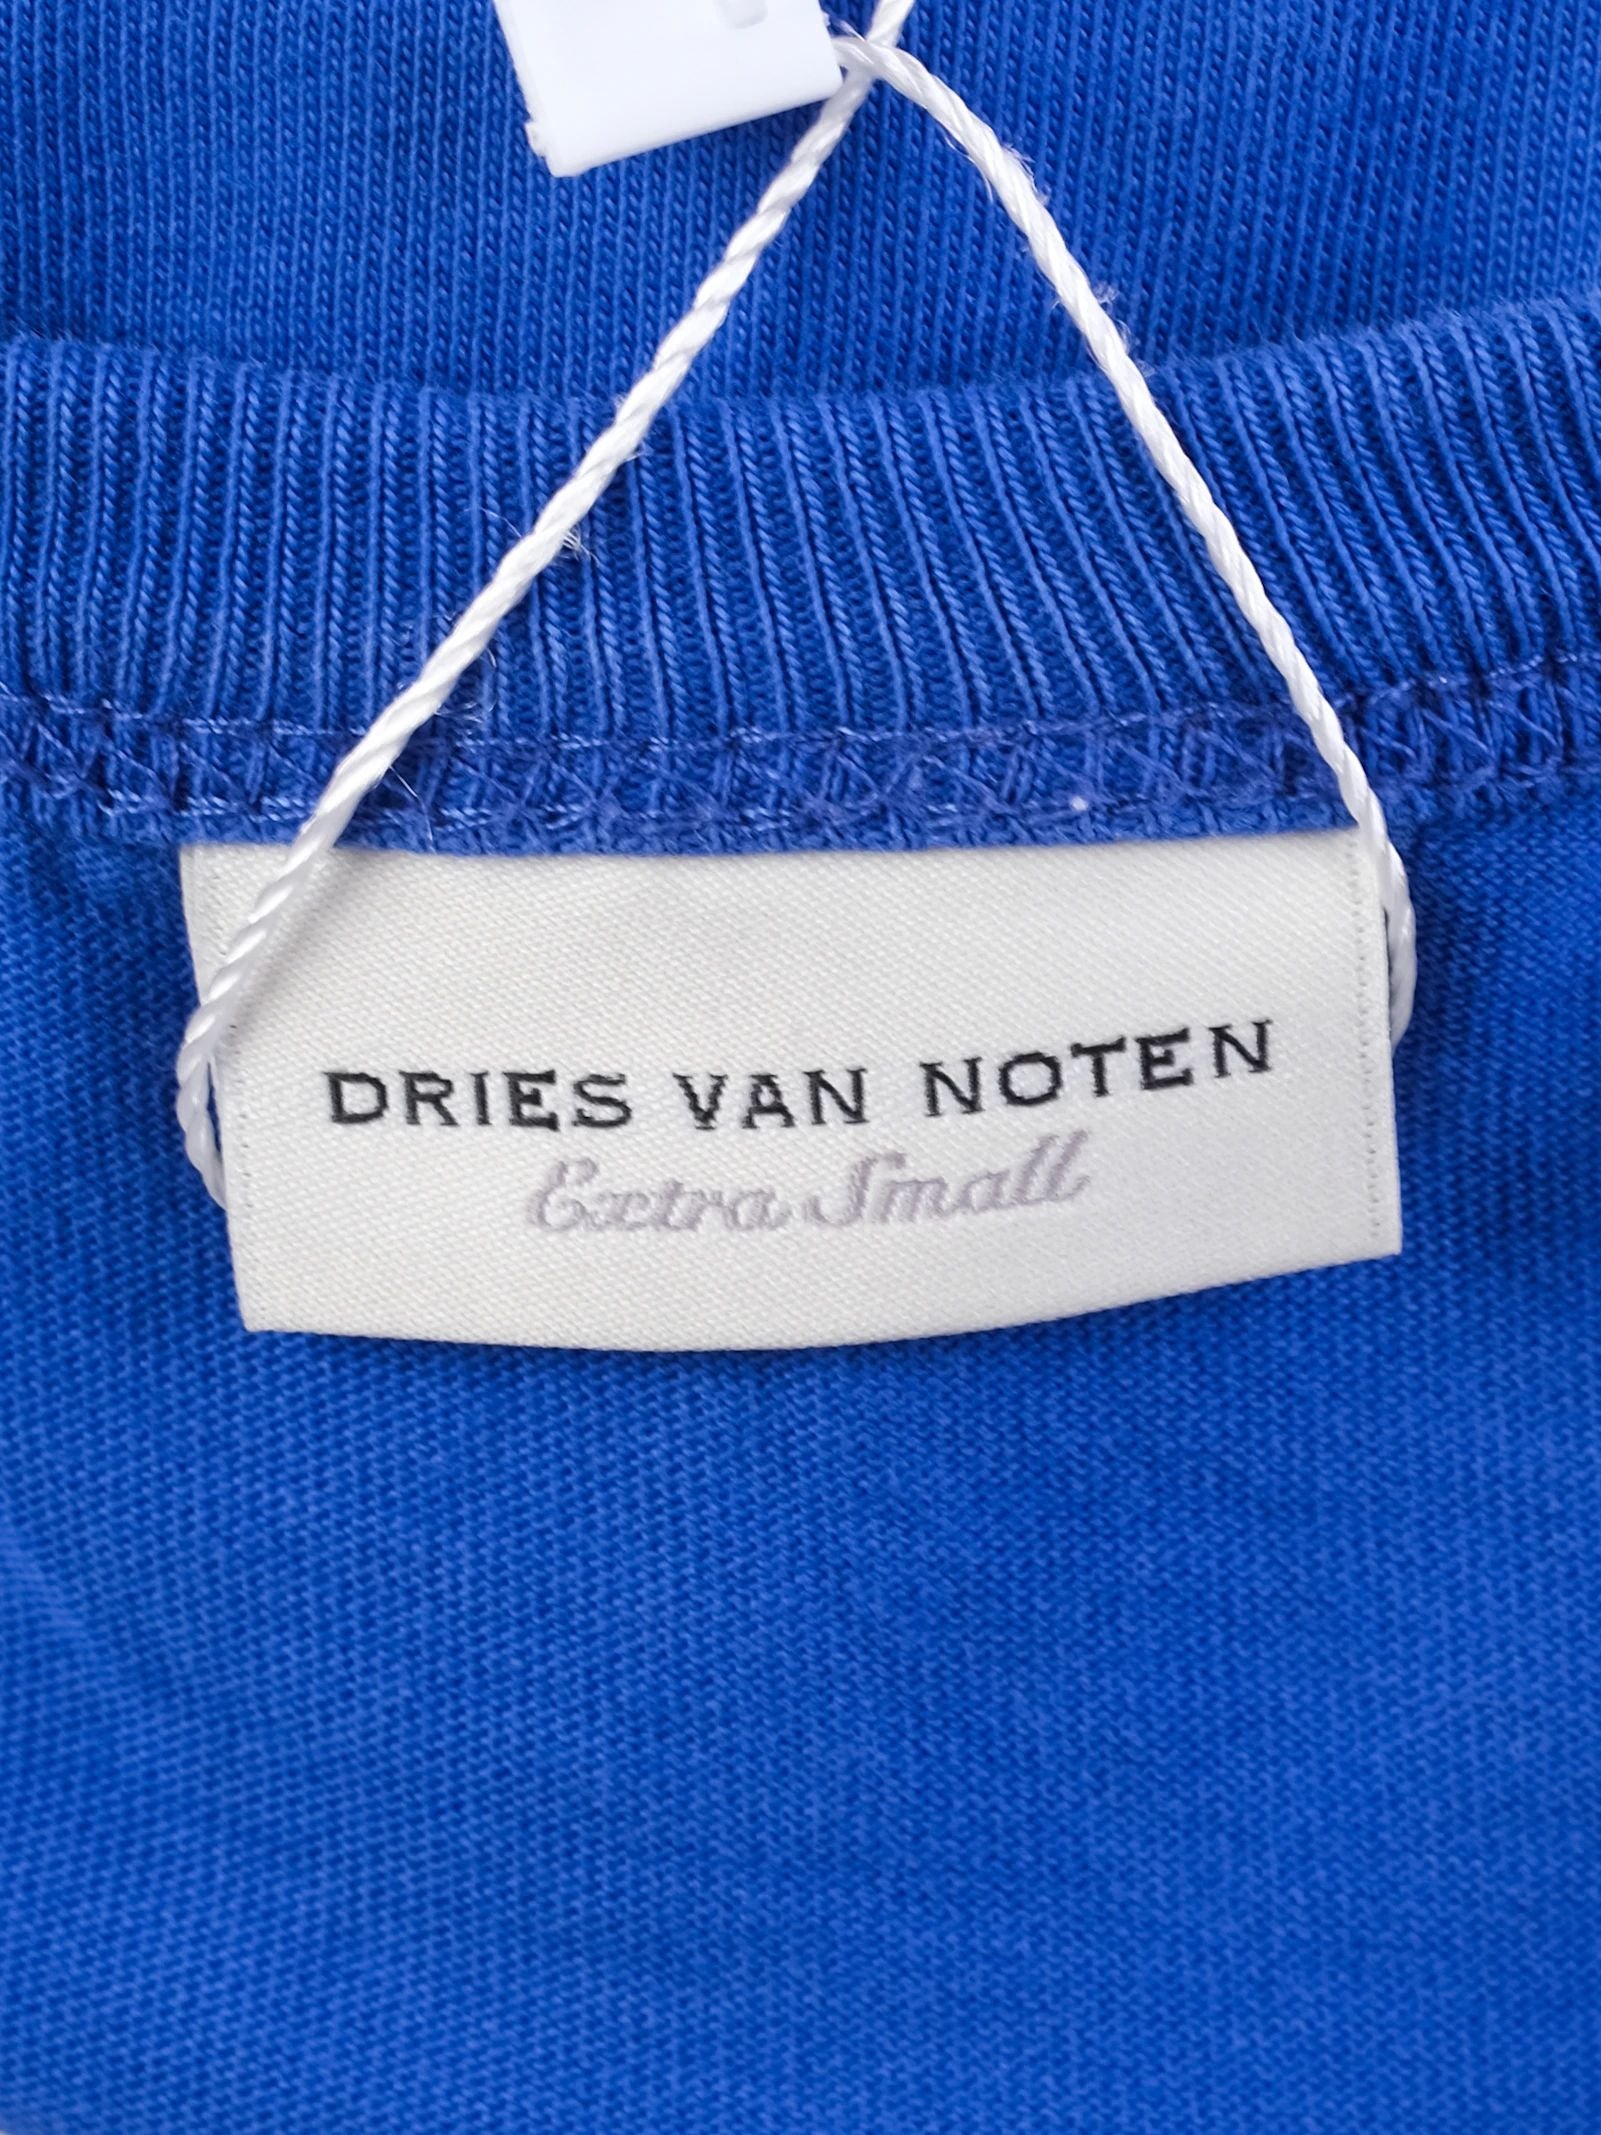 DRIES VAN NOTEN
Extra Small